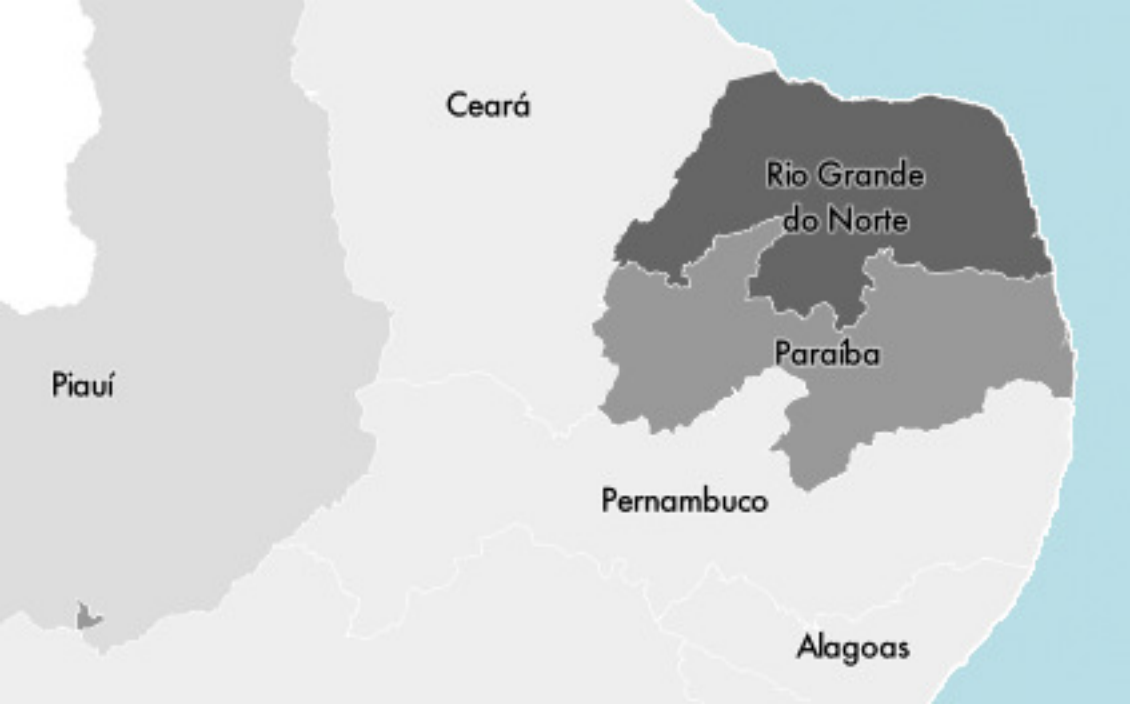 Ceará
Rio Grande
do Norte
Piauí
Paraíba
Pernambuco
Alagoas